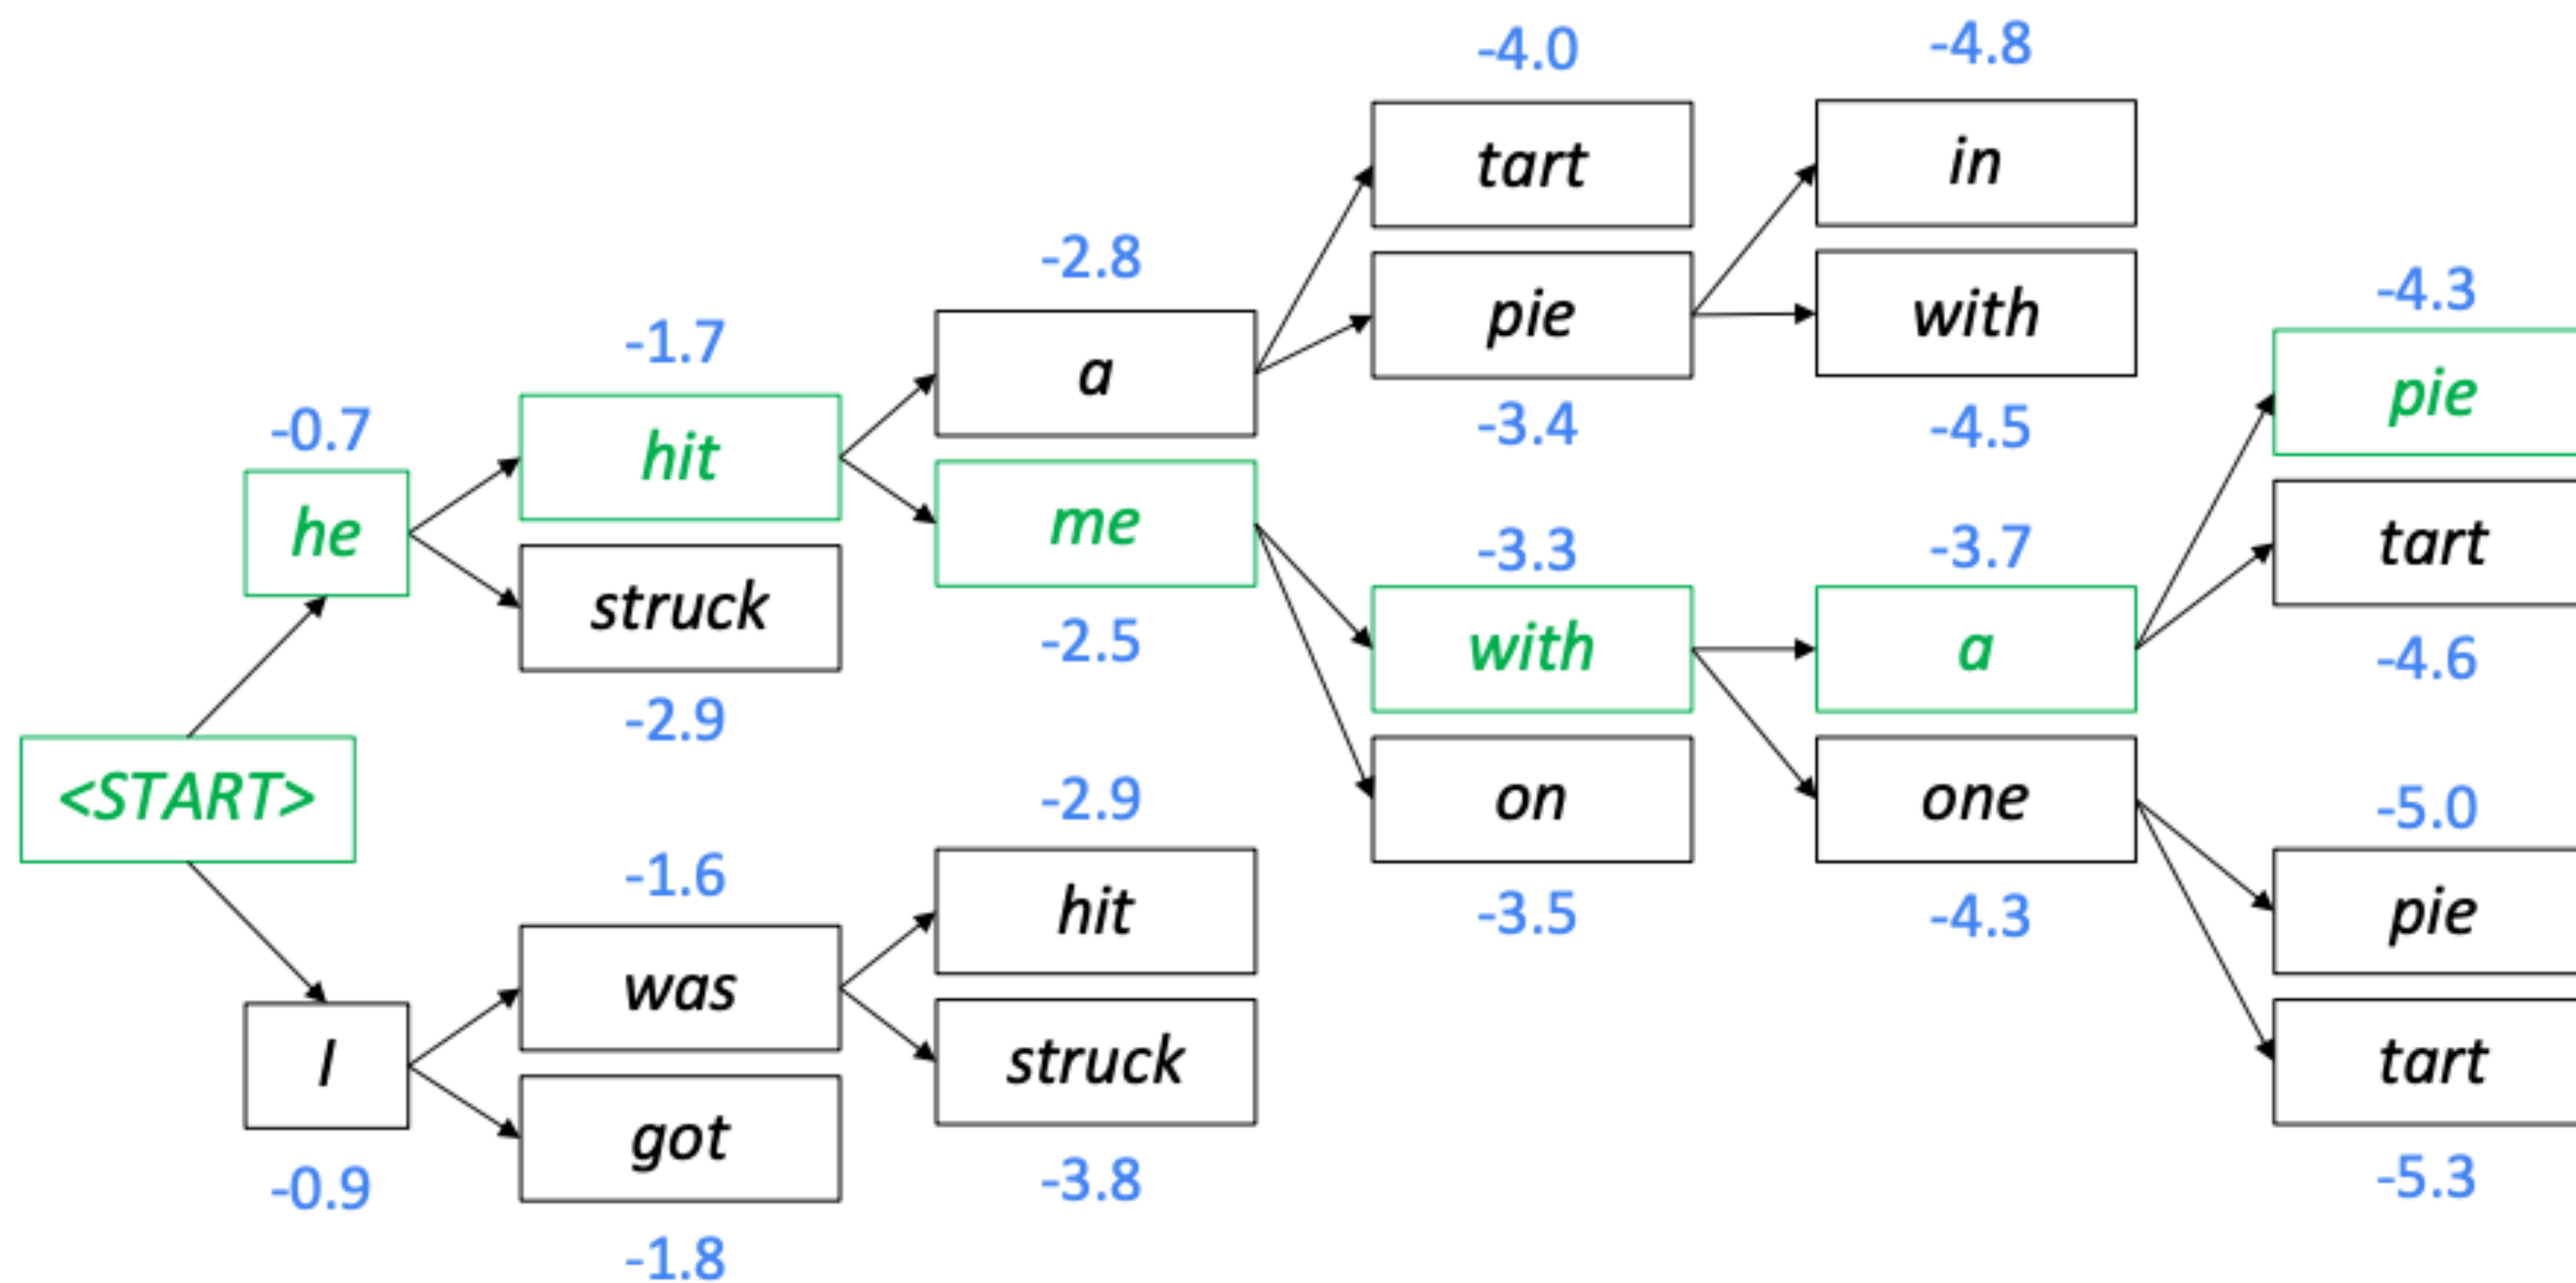 <START>
-0.7
he
I
-0.9
-1.7
hit
struck
-2.9
-1.6
was
got
-1.8
-2.8
a
me
-2.5
-2.9
hit
struck
-3.8
-4.0
tart
pie
-3.4
-3.3
with
on
-3.5
-4.8
in
with
-4.5
-3.7
a
one
-4.3
-4.3
pie
tart
-4.6
-5.0
pie
tart
-5.3